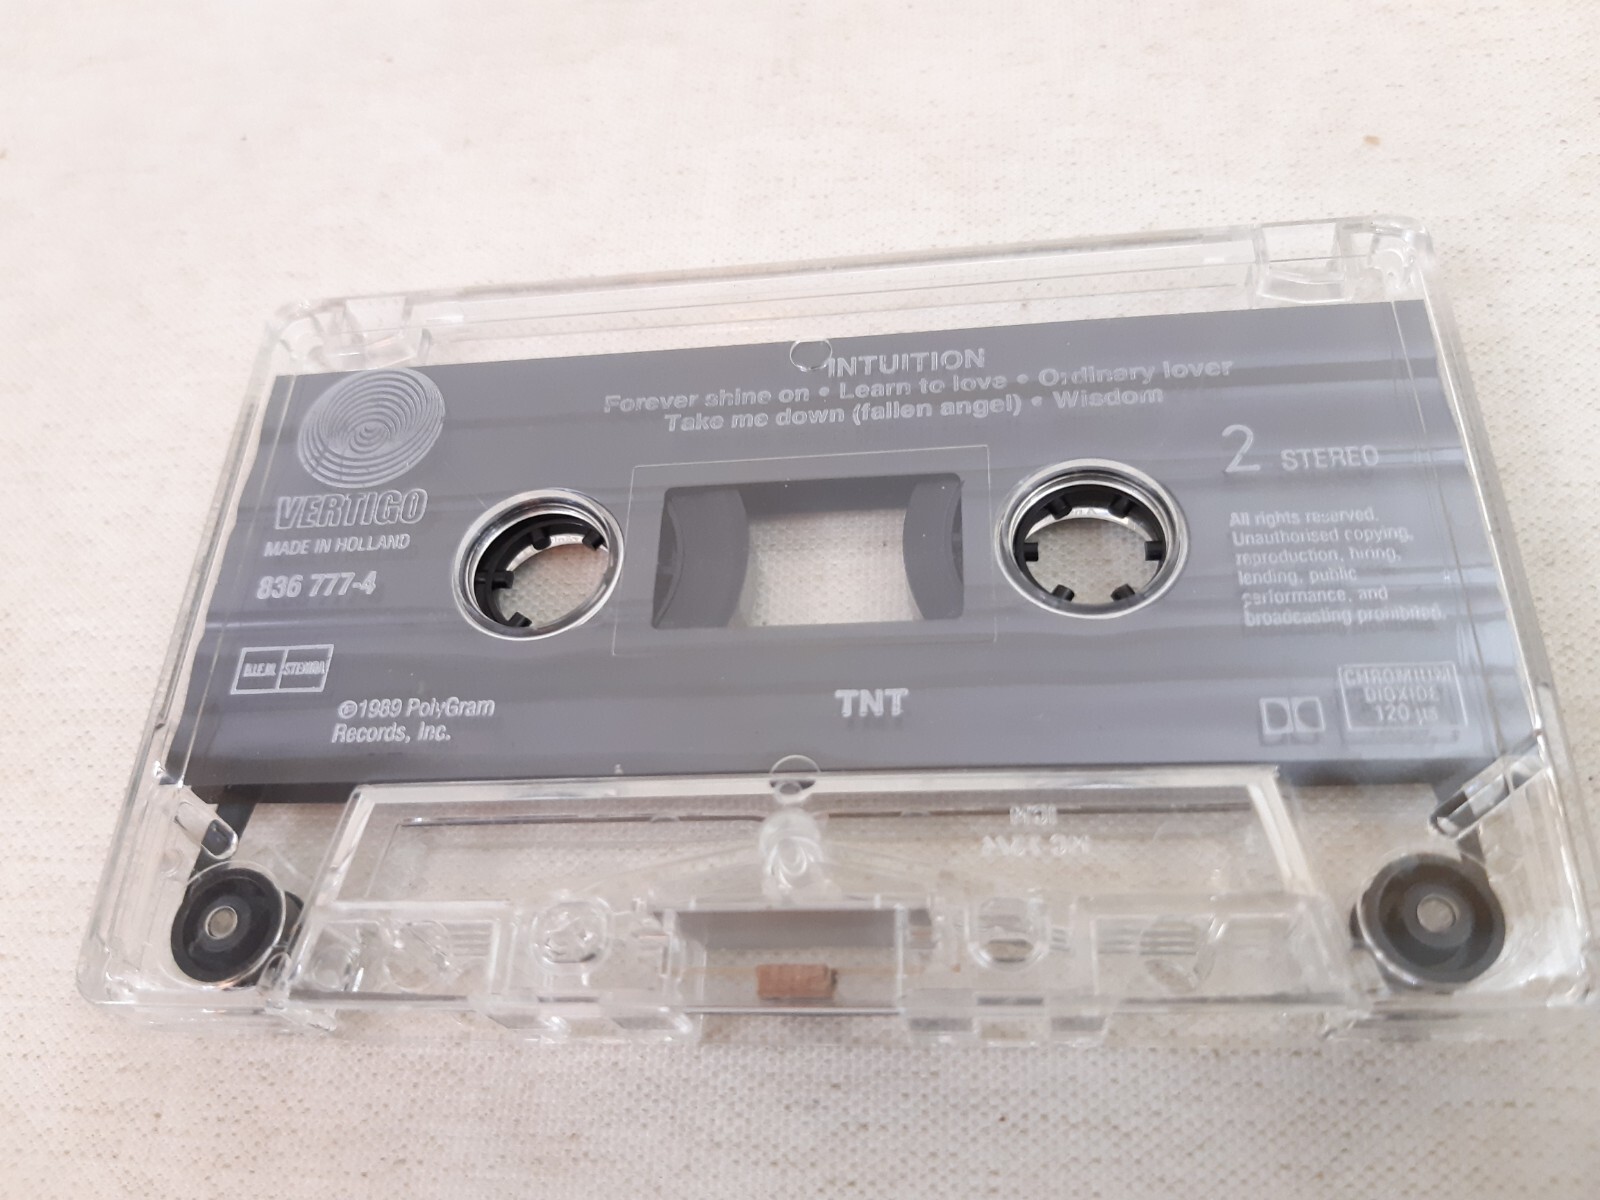 INTUITION
Forever shine on • Learn to love • Ordinary lover
Take me down (fallen angel) • Wisdom
2 STEREO
VERTIGO
MADE IN HOLLAND
836 777-4
All rights reserved.
Unauthorised copying,
reproduction, hiring,
lending, public
performance, and
broadcasting prohibited.
B.I.E.M. STEMRA
℗1989 PolyGram
Records, Inc.
TNT
CHROMIUM
DIOXIDE
120 µs